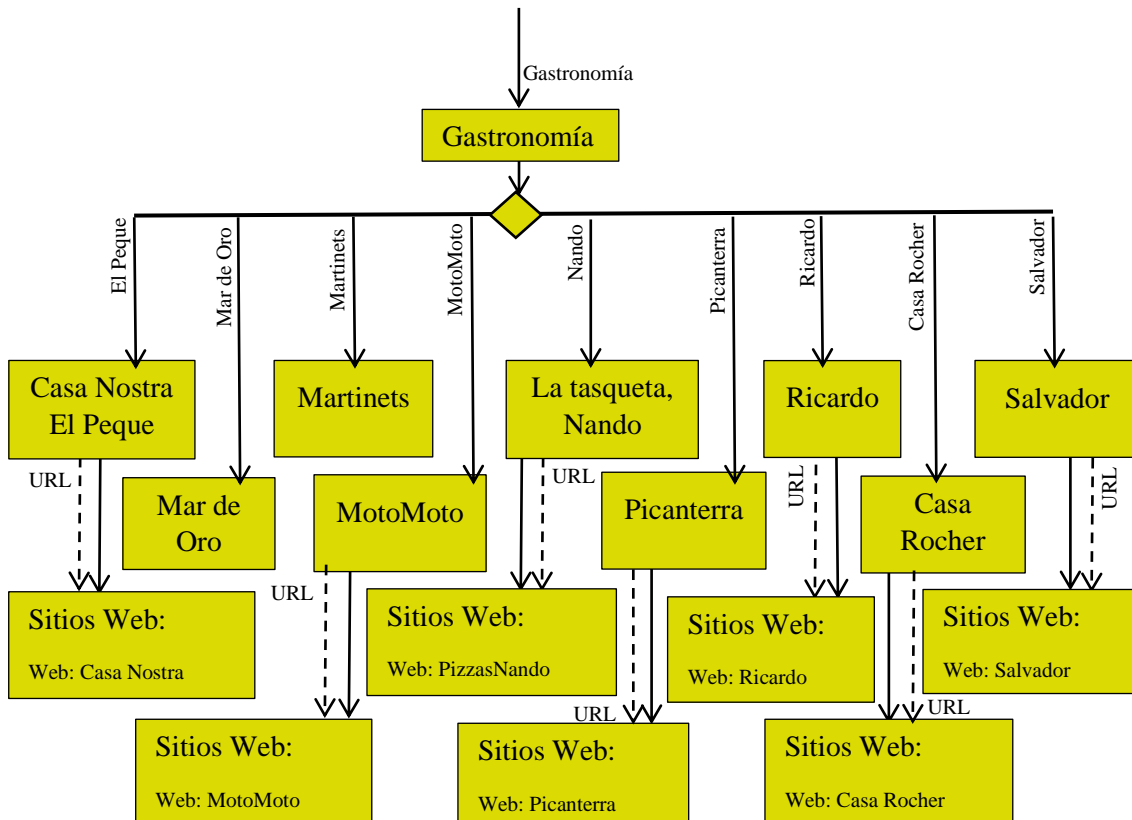 Gastronomía
Gastronomía
El Peque
Mar de Oro
Martinets
MotoMoto
Nando
Picanterra
Ricardo
Casa Rocher
Salvador
Casa Nostra
El Peque
Martinets
La tasqueta,
Nando
Ricardo
Salvador
URL
Mar de
Oro
MotoMoto
URL
Picanterra
URL
Casa
Rocher
URL
Sitios Web:
Web: Casa Nostra
URL
Sitios Web:
Web: PizzasNando
Sitios Web:
Web: Ricardo
Sitios Web:
Web: Salvador
URL
URL
Sitios Web:
Web: MotoMoto
Sitios Web:
Web: Picanterra
Sitios Web:
Web: Casa Rocher